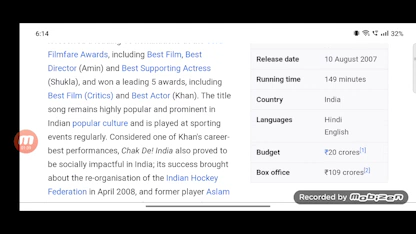 6:14
32%
Filmfare Awards, including Best Film, Best
Director (Amin) and Best Supporting Actress
(Shukla), and won a leading 5 awards, including
Best Film (Critics) and Best Actor (Khan). The title
song remains highly popular and prominent in
Indian popular culture and is played at sporting
events regularly. Considered one of Khan's career-
best performances, Chak De! India also proved to
be socially impactful in India; its success brought
about the re-organisation of the Indian Hockey
Federation in April 2008, and former player Aslam
Release date 10 August 2007
Running time 149 minutes
Country India
Languages Hindi
English
Budget ₹20 crores[1]
Box office ₹109 crores[2]
Recorded by Mobizen